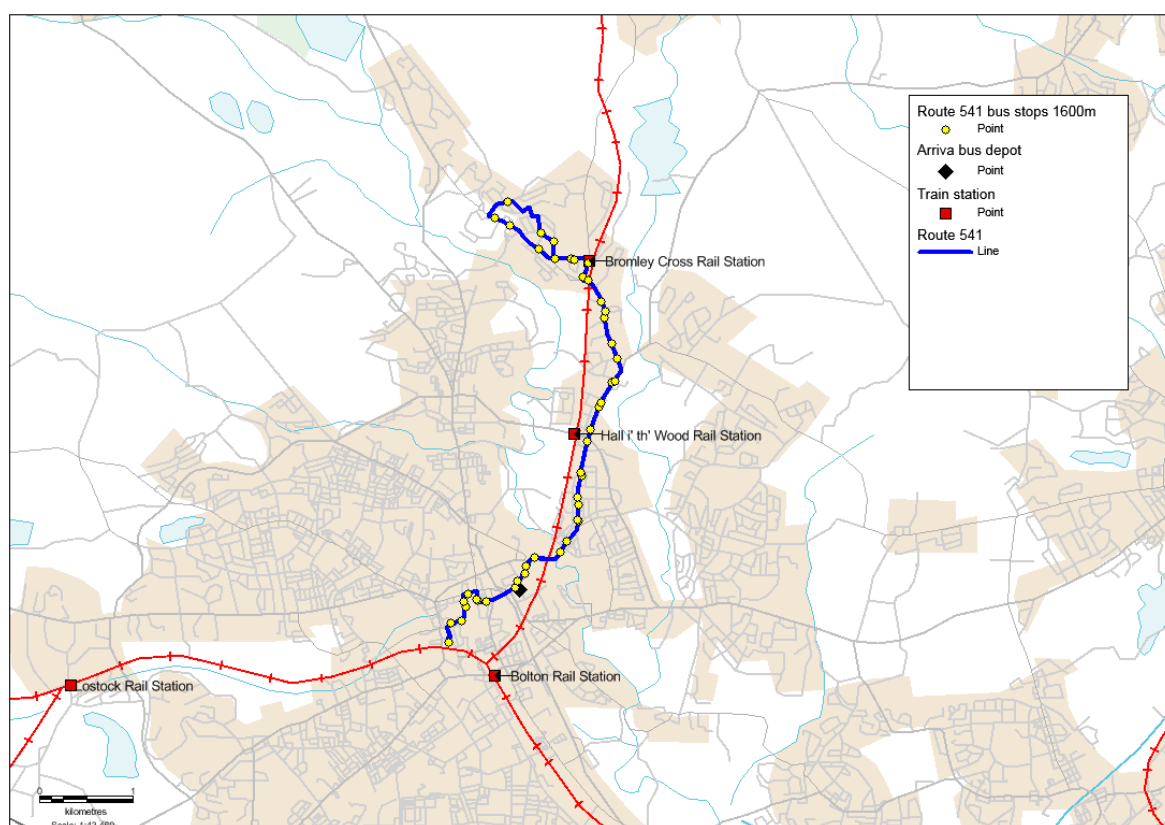 Route 541 bus stops 1600m
Point
Arriva bus depot
Point
Train station
Point
Route 541
Line
Bromley Cross Rail Station
Hall i' th' Wood Rail Station
Bolton Rail Station
Lostock Rail Station
0 1
kilometres